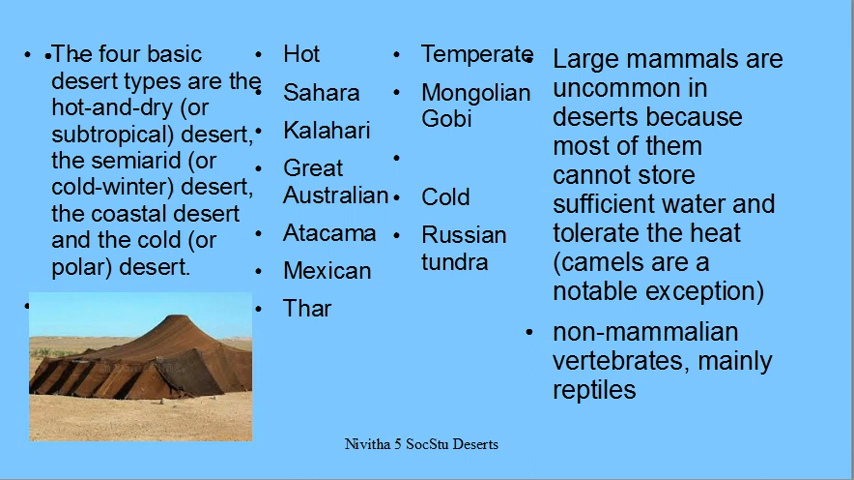 • •The four basic
desert types are the
hot-and-dry (or
subtropical) desert,
the semiarid (or
cold-winter) desert,
the coastal desert
and the cold (or
polar) desert.
•
• Hot
• Sahara
• Kalahari
• Great
Australian
• Atacama
• Mexican
• Thar
• Temperate
• Mongolian
Gobi
•
• Cold
• Russian
tundra
• Large mammals are
uncommon in
deserts because
most of them
cannot store
sufficient water and
tolerate the heat
(camels are a
notable exception)
• non-mammalian
vertebrates, mainly
reptiles
Nivitha 5 SocStu Deserts